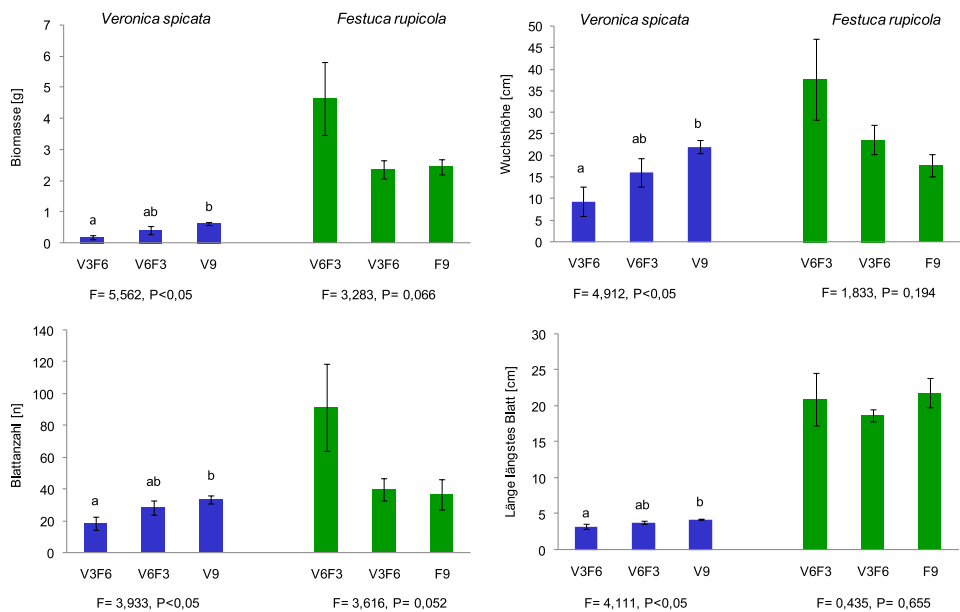 Veronica spicata
Festuca rupicola
Biomasse [g]
7
6
5
4
3
2
1
0
a
ab
b
V3F6 V6F3 V9
V6F3 V3F6 F9
F= 5,562, P<0,05
F= 3,283, P= 0,066
Veronica spicata
Festuca rupicola
Wuchshöhe [cm]
50
45
40
35
30
25
20
15
10
5
0
a
ab
b
V3F6 V6F3 V9
V6F3 V3F6 F9
F= 4,912, P<0,05
F= 1,833, P= 0,194
Blattanzahl [n]
140
120
100
80
60
40
20
0
a
ab
b
V3F6 V6F3 V9
V6F3 V3F6 F9
F= 3,933, P<0,05
F= 3,616, P= 0,052
Länge längstes Blatt [cm]
30
25
20
15
10
5
0
a
ab
b
V3F6 V6F3 V9
V6F3 V3F6 F9
F= 4,111, P<0,05
F= 0,435, P= 0,655